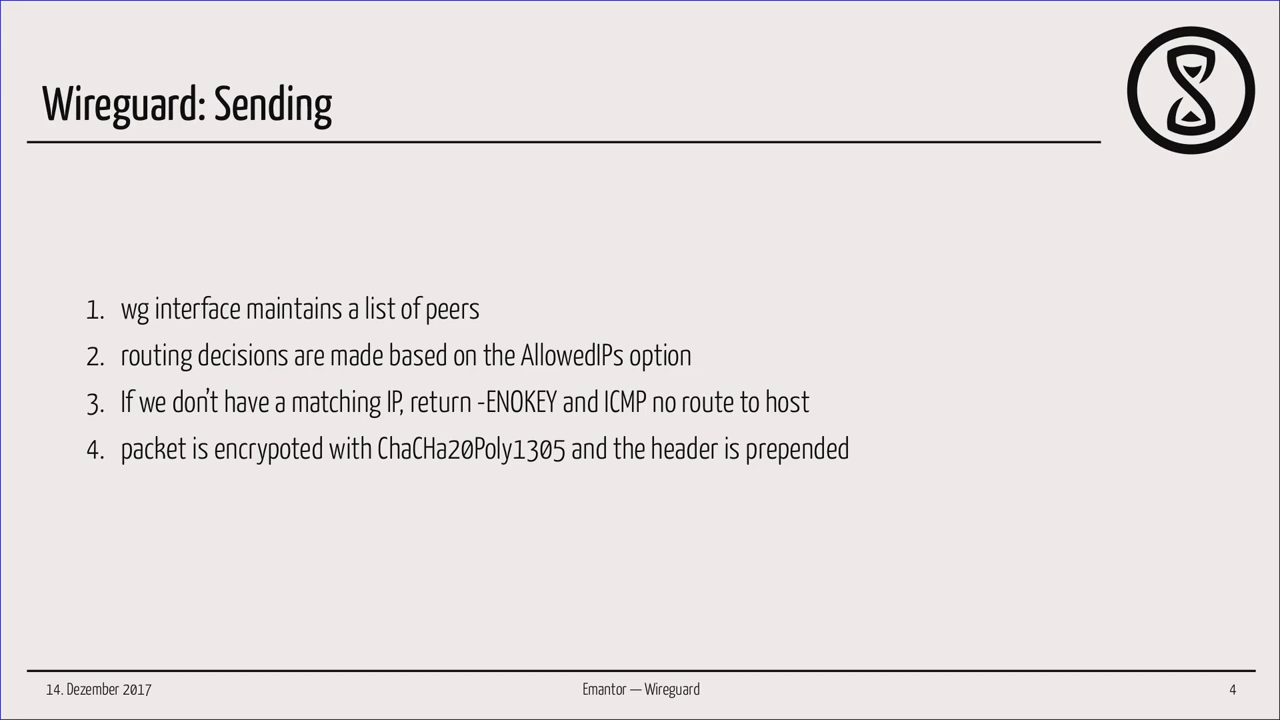 Wireguard: Sending
1. wg interface maintains a list of peers
2. routing decisions are made based on the AllowedIPs option
3. If we don't have a matching IP, return -ENOKEY and ICMP no route to host
4. packet is encrypoted with ChaCHa20Poly1305 and the header is prepended
14. Dezember 2017
Emantor — Wireguard
4